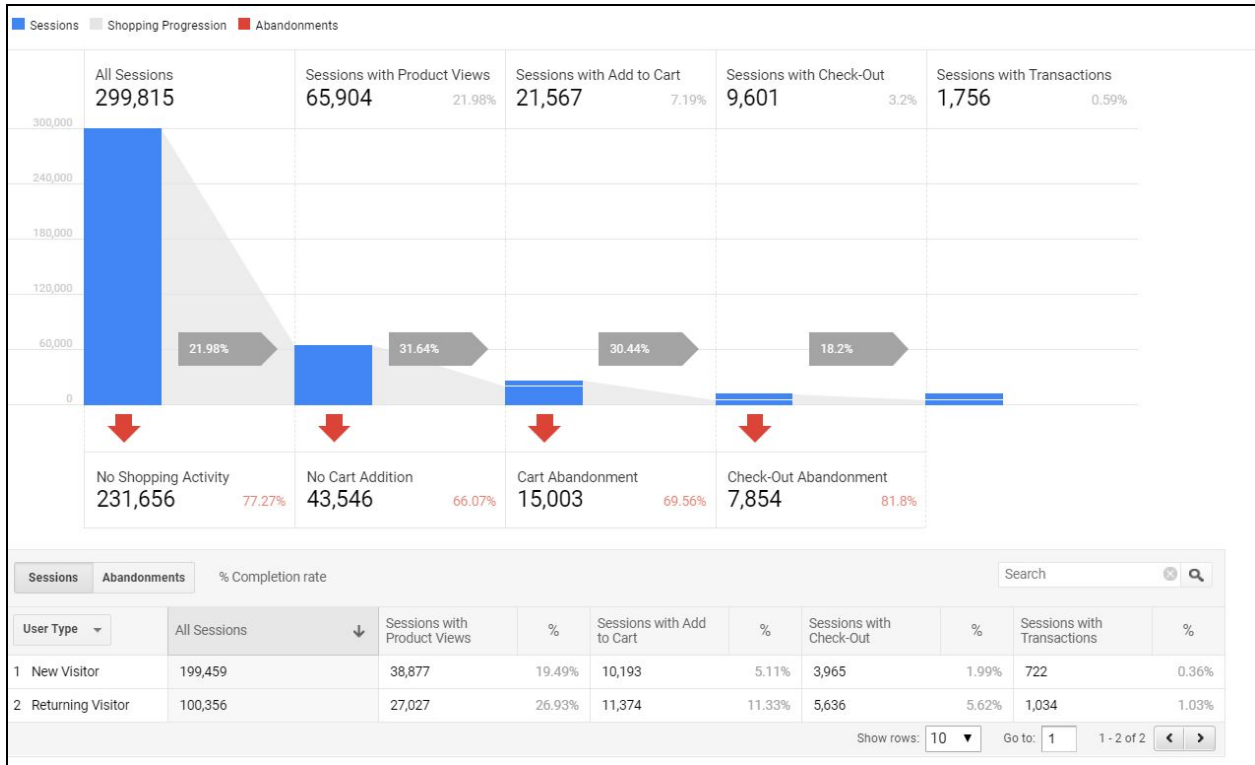 Sessions Shopping Progression Abandonments
All Sessions
299,815
Sessions with Product Views
65,904 21.98%
Sessions with Add to Cart
21,567 7.19%
Sessions with Check-Out
9,601 3.2%
Sessions with Transactions
1,756 0.59%
300,000
240,000
180,000
120,000
60,000
0
21.98%
31.64%
30.44%
18.2%
No Shopping Activity
231,656 77.27%
No Cart Addition
43,546 66.07%
Cart Abandonment
15,003 69.56%
Check-Out Abandonment
7,854 81.8%
Sessions Abandonments % Completion rate Search
User Type All Sessions Sessions with Product Views % Sessions with Add to Cart % Sessions with Check-Out % Sessions with Transactions %
1 New Visitor 199,459 38,877 19.49% 10,193 5.11% 3,965 1.99% 722 0.36%
2 Returning Visitor 100,356 27,027 26.93% 11,374 11.33% 5,636 5.62% 1,034 1.03%
Show rows: 10 Go to: 1 1 - 2 of 2